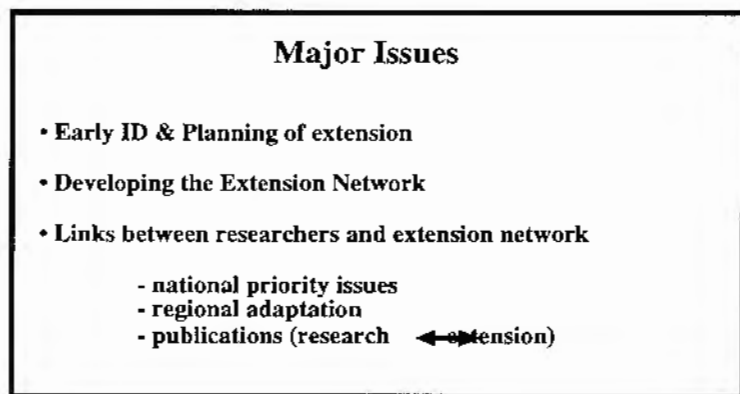 Major Issues
• Early ID & Planning of extension
• Developing the Extension Network
• Links between researchers and extension network
- national priority issues
- regional adaptation
- publications (research ↔ extension)